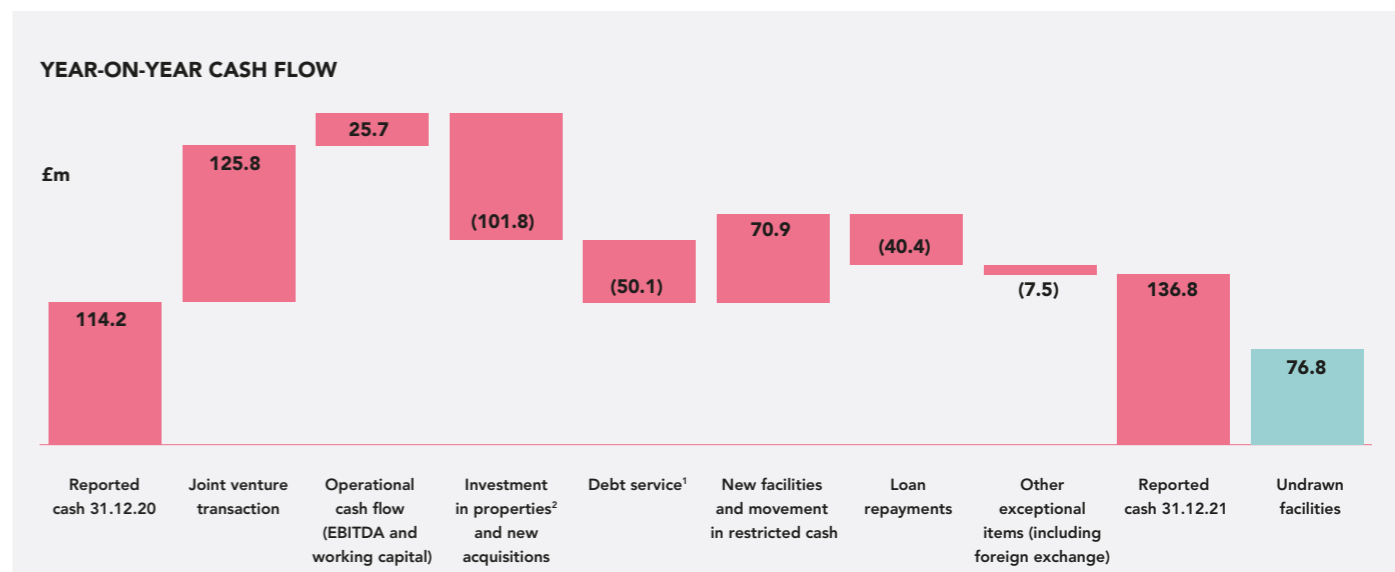 YEAR-ON-YEAR CASH FLOW
£m
114.2
125.8
25.7
(101.8)
(50.1)
70.9
(40.4)
(7.5)
136.8
76.8
Reported
cash 31.12.20
Joint venture
transaction
Operational
cash flow
(EBITDA and
working capital)
Investment
in properties²
and new
acquisitions
Debt service¹
New facilities
and movement
in restricted cash
Loan
repayments
Other
exceptional
items (including
foreign exchange)
Reported
cash 31.12.21
Undrawn
facilities